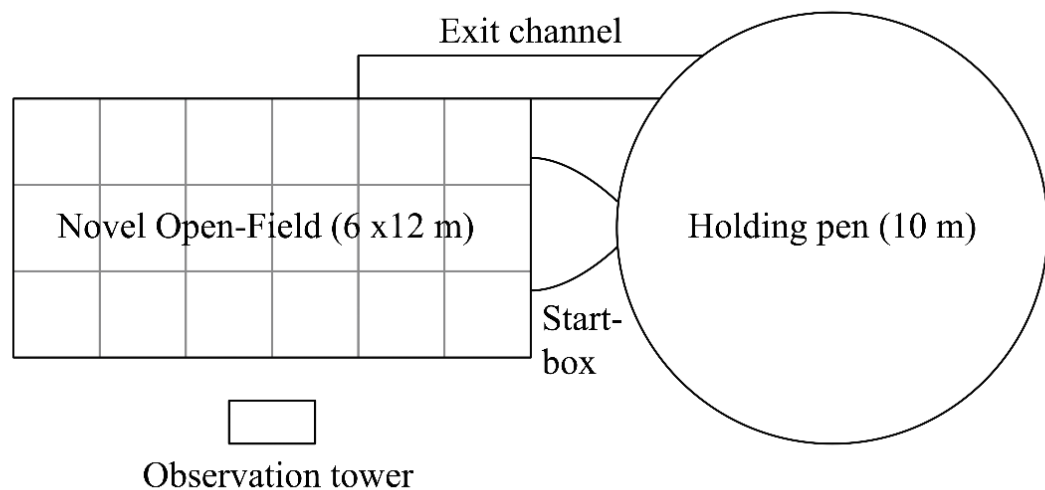 Exit channel
Novel Open-Field (6 x12 m)
Holding pen (10 m)
Start-
box
Observation tower